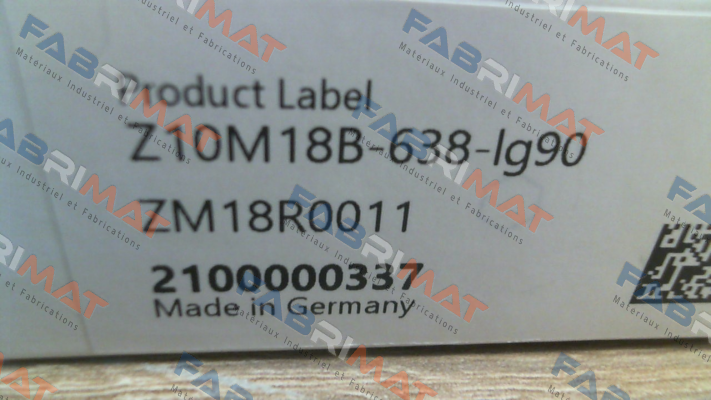 Product Label
Z10M18B-638-lg90
ZM18R0011
2100000337
Made in Germany
FABRIMAT
Materiaux Industriel et Fabrications